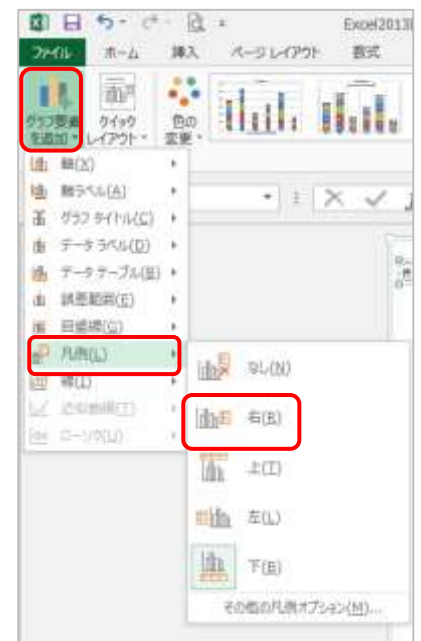 Excel2013
ファイル ホーム 挿入 ページ レイアウト 数式
グラフ要素を追加 クイックレイアウト 色の変更
軸(X)
軸ラベル(A)
グラフ タイトル(C)
データ ラベル(D)
データ テーブル(B)
誤差範囲(E)
目盛線(G)
凡例(L)
線(I)
近似曲線(T)
ローソク(U)
なし(N)
右(R)
上(T)
左(L)
下(B)
その他の凡例オプション(M)...